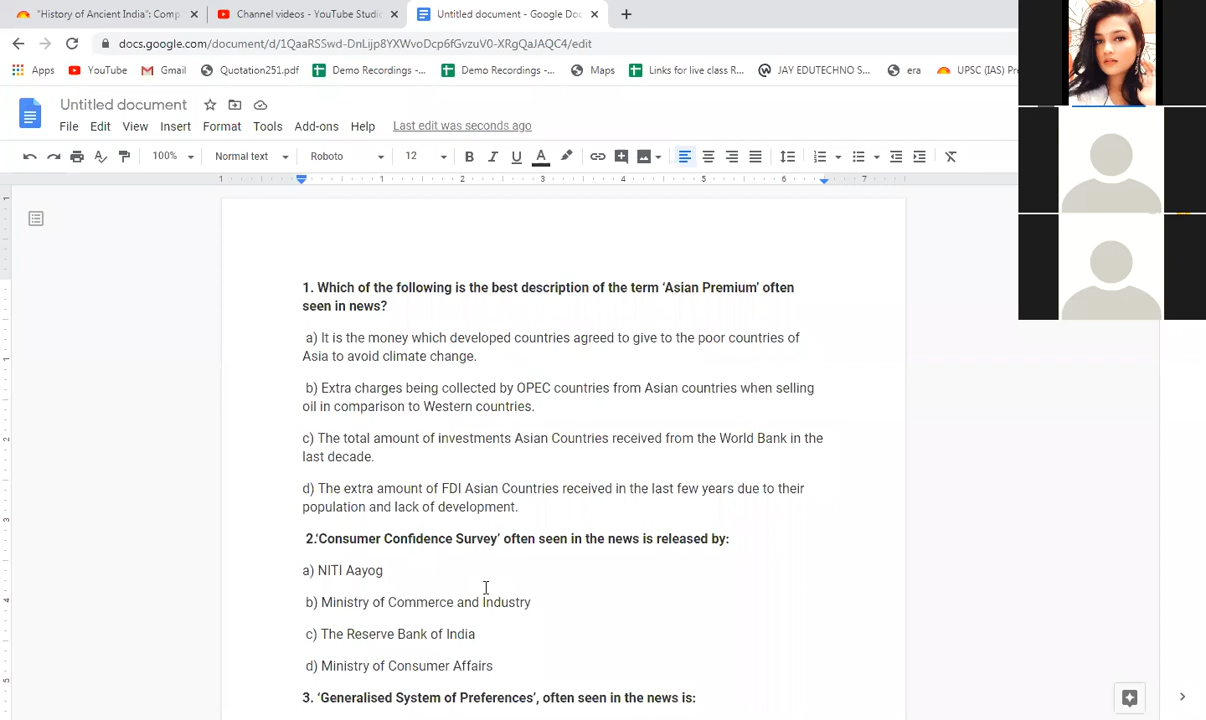 "History of Ancient India": Comp
Channel videos - YouTube Studio
Untitled document - Google Doc
docs.google.com/document/d/1QaaRSSwd-DnLijp8YXWvoDcp6fGvzuV0-XRgQaJAQC4/edit
Apps YouTube Gmail Quotation251.pdf Demo Recordings -... Demo Recordings -... Maps Links for live class R... JAY EDUTECHNO S... era UPSC (IAS) Pr
Untitled document
File Edit View Insert Format Tools Add-ons Help Last edit was seconds ago
100% Normal text Roboto 12 B I U A
1 1 2 3 4 5 6 7
1. Which of the following is the best description of the term ‘Asian Premium’ often
seen in news?
a) It is the money which developed countries agreed to give to the poor countries of
Asia to avoid climate change.
b) Extra charges being collected by OPEC countries from Asian countries when selling
oil in comparison to Western countries.
c) The total amount of investments Asian Countries received from the World Bank in the
last decade.
d) The extra amount of FDI Asian Countries received in the last few years due to their
population and lack of development.
2.‘Consumer Confidence Survey’ often seen in the news is released by:
a) NITI Aayog
b) Ministry of Commerce and Industry
c) The Reserve Bank of India
d) Ministry of Consumer Affairs
3. ‘Generalised System of Preferences’, often seen in the news is: